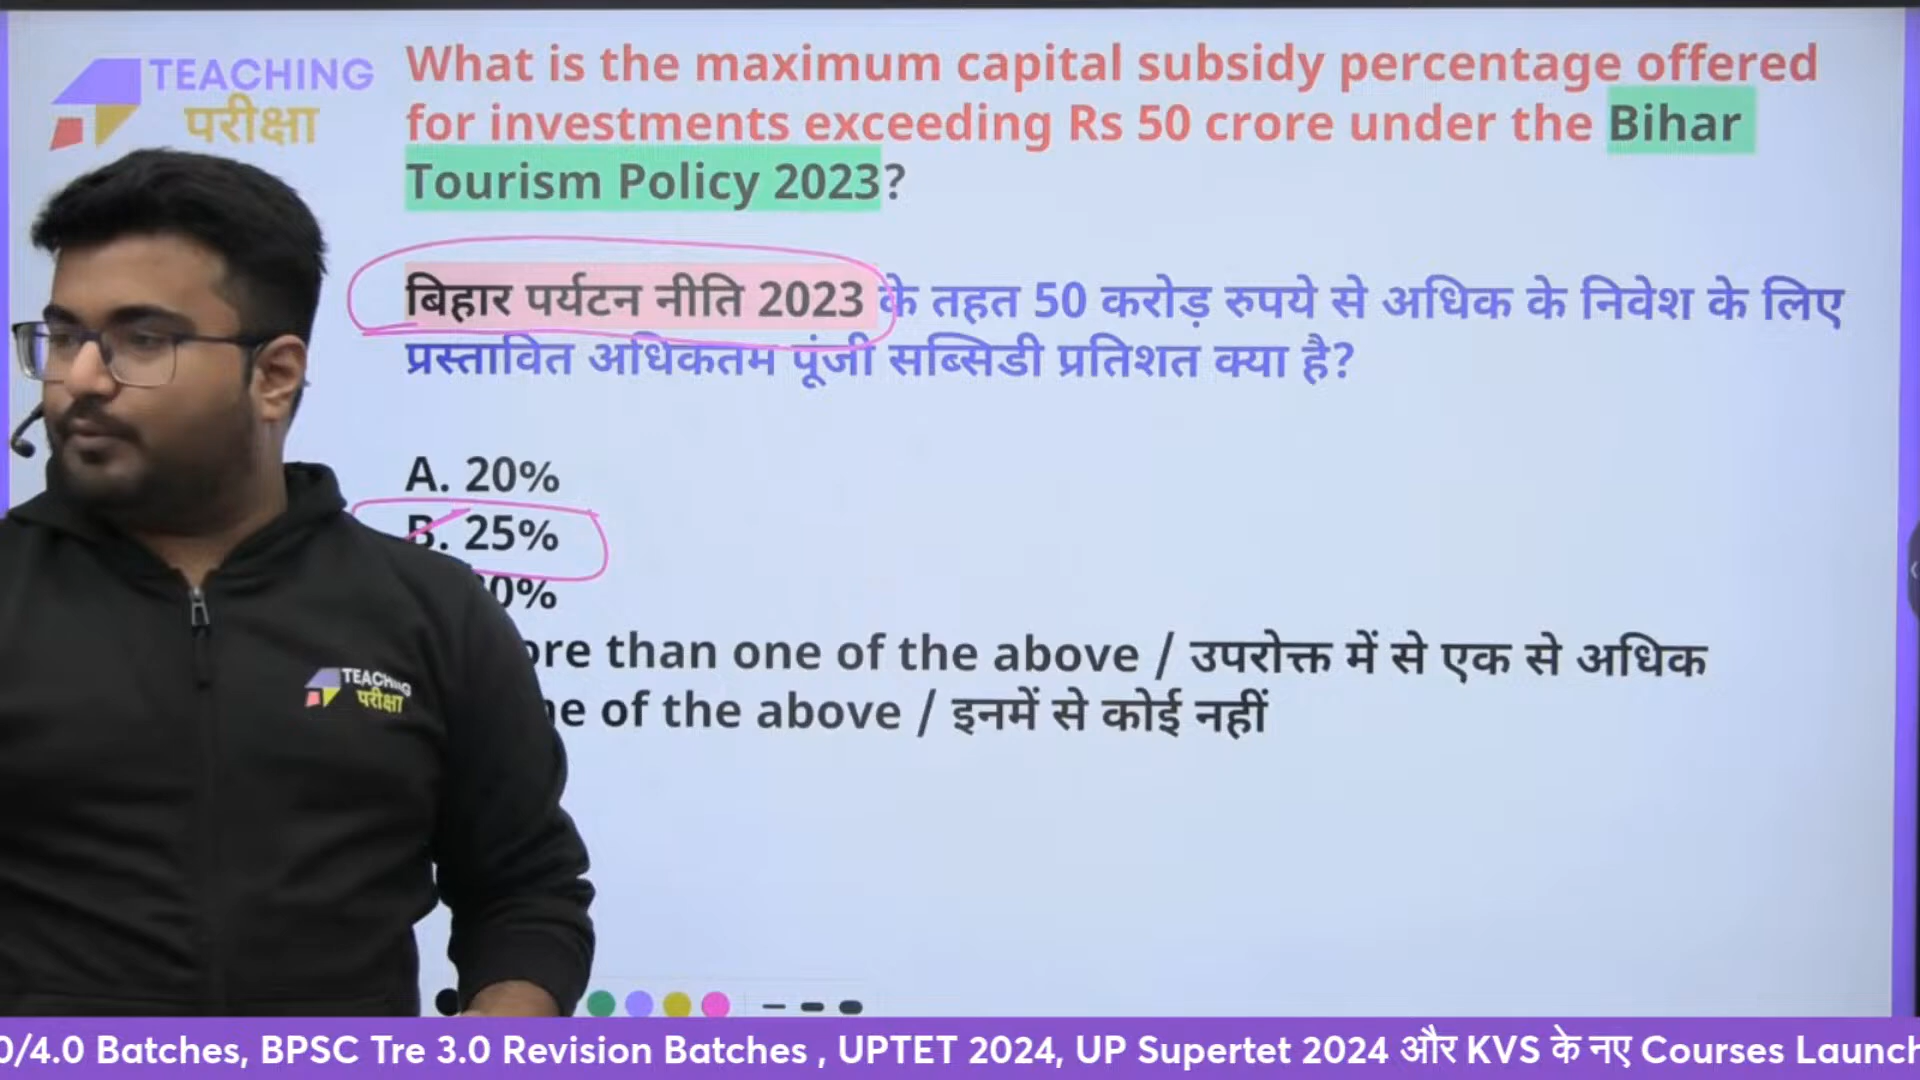 TEACHING
परीक्षा
What is the maximum capital subsidy percentage offered
for investments exceeding Rs 50 crore under the Bihar
Tourism Policy 2023?
बिहार पर्यटन नीति 2023 के तहत 50 करोड़ रुपये से अधिक के निवेश के लिए
प्रस्तावित अधिकतम पूंजी सब्सिडी प्रतिशत क्या है?
A. 20%
B. 25%
0%
than one of the above / उपरोक्त में से एक से अधिक
of the above / इनमें से कोई नहीं
TEACHING
परीक्षा
0/4.0 Batches, BPSC Tre 3.0 Revision Batches , UPTET 2024, UP Supertet 2024 और KVS के नए Courses Launch